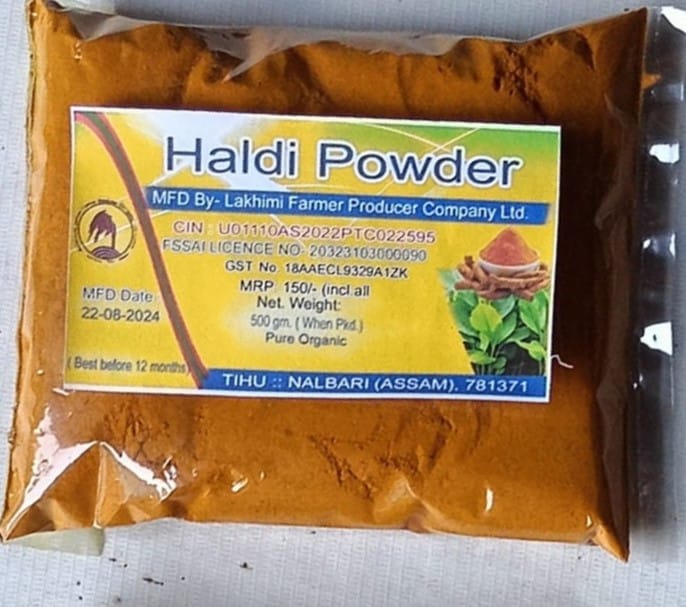 Haldi Powder
MFD By- Lakhimi Farmer Producer Company Ltd.
CIN : U01110AS2022PTC022595
FSSAI LICENCE NO- 20323103000090
GST No. 18AAECL9329A1ZK
MRP 150/- (incl.all
Net. Weight:
500 gm. ( When Pkd.)
Pure Organic
MFD Date:
22-08-2024
( Best before 12 months)
TIHU :: NALBARI (ASSAM). 781371